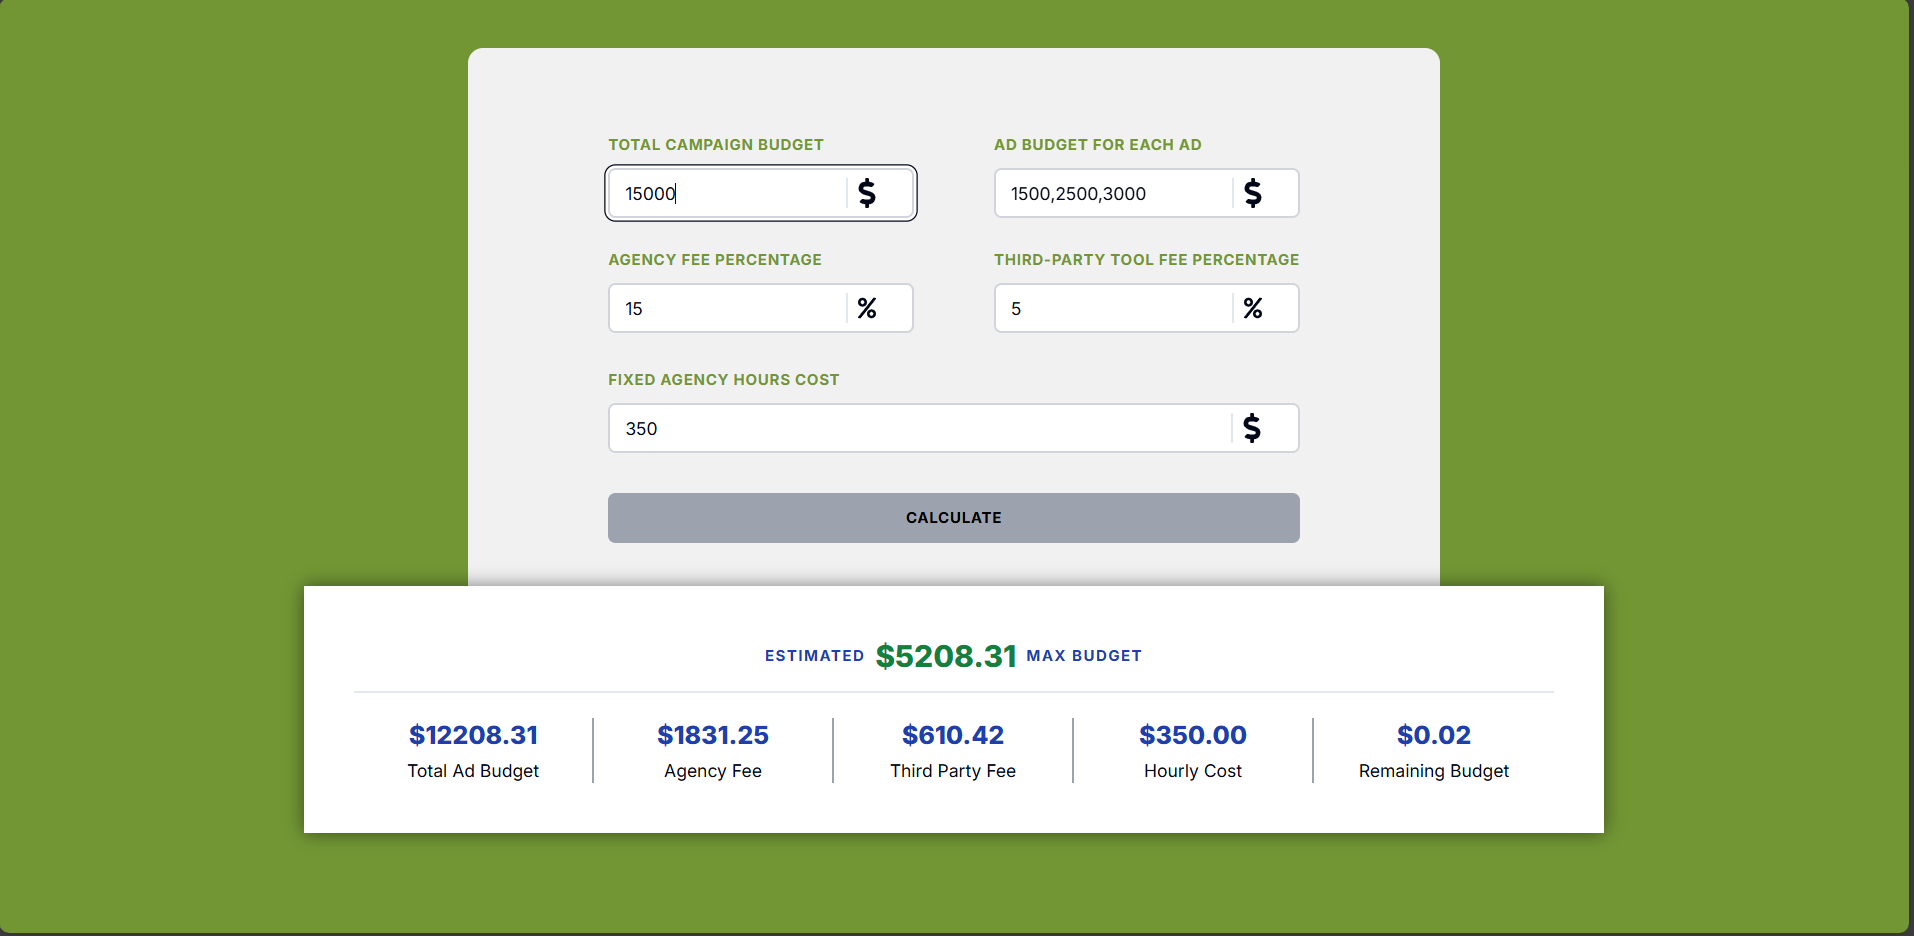 TOTAL CAMPAIGN BUDGET
15000 $
AD BUDGET FOR EACH AD
1500,2500,3000 $
AGENCY FEE PERCENTAGE
15 %
THIRD-PARTY TOOL FEE PERCENTAGE
5 %
FIXED AGENCY HOURS COST
350 $
CALCULATE
ESTIMATED $5208.31 MAX BUDGET
$12208.31
Total Ad Budget
$1831.25
Agency Fee
$610.42
Third Party Fee
$350.00
Hourly Cost
$0.02
Remaining Budget